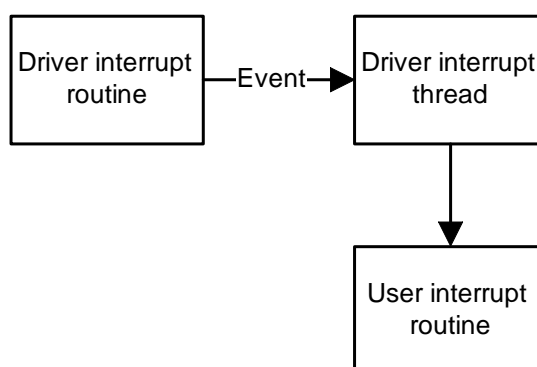 Driver interrupt
routine
Event
Driver interrupt
thread
User interrupt
routine